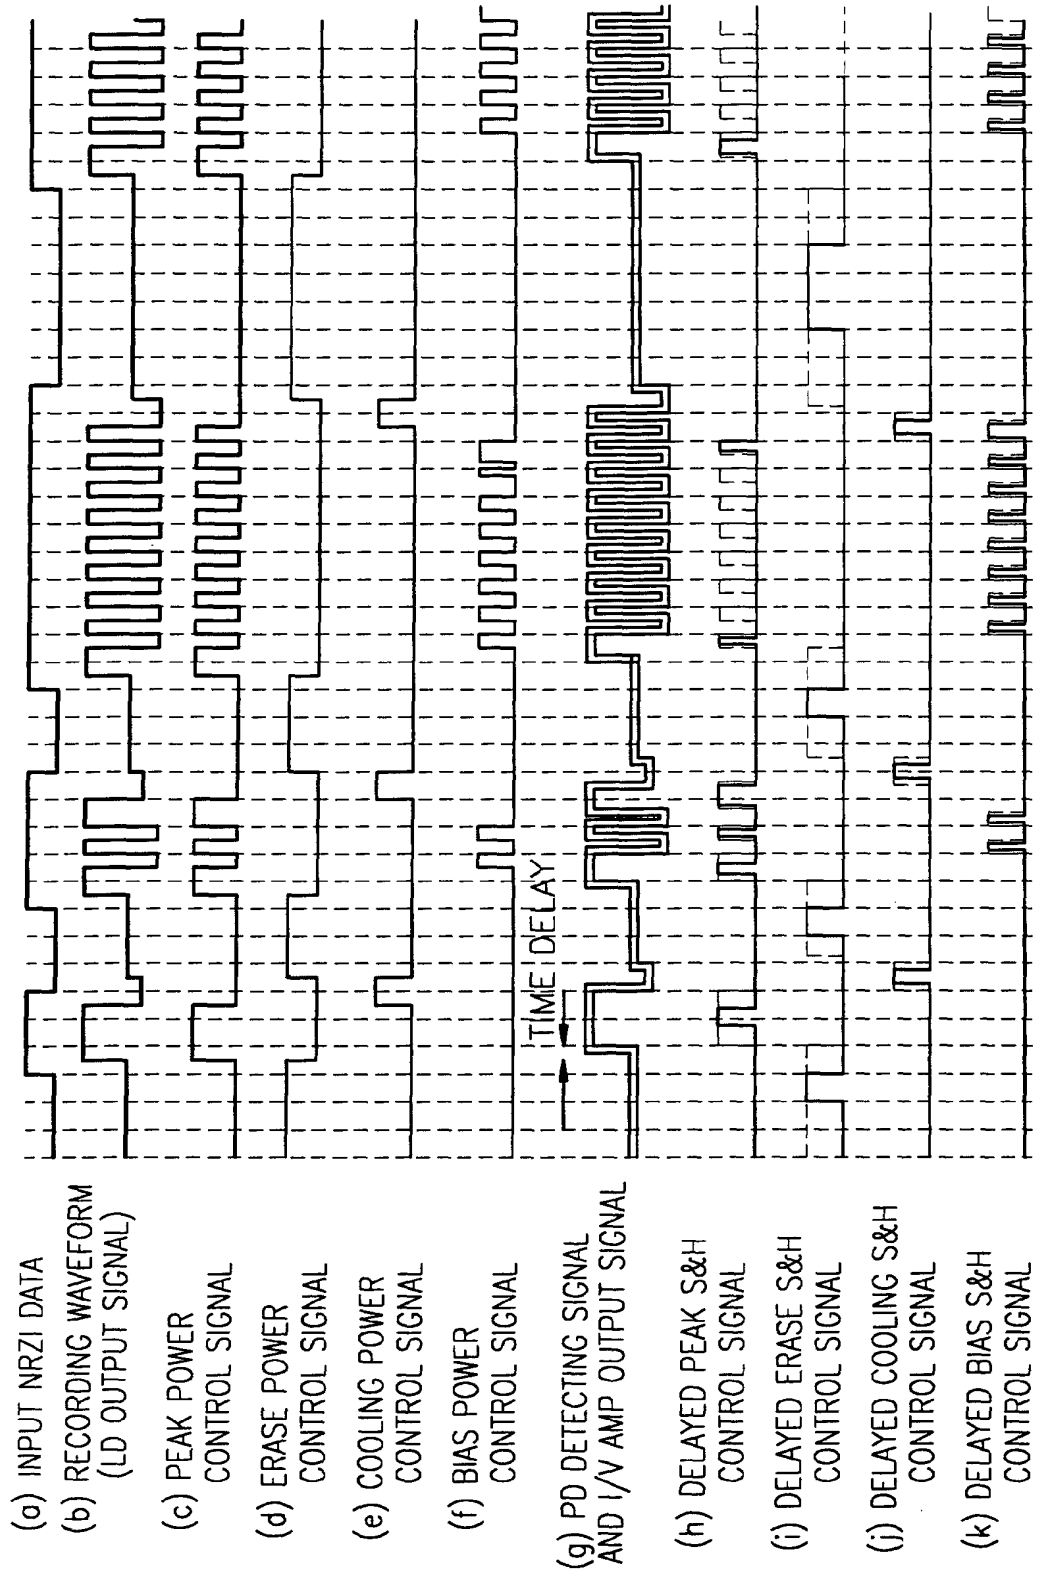 (a) INPUT NRZI DATA
(b) RECORDING WAVEFORM
(LD OUTPUT SIGNAL)
(c) PEAK POWER
CONTROL SIGNAL
(d) ERASE POWER
CONTROL SIGNAL
(e) COOLING POWER
CONTROL SIGNAL
(f) BIAS POWER
CONTROL SIGNAL
TIME DELAY
(g) PD DETECTING SIGNAL
AND I/V AMP OUTPUT SIGNAL
(h) DELAYED PEAK S&H
CONTROL SIGNAL
(i) DELAYED ERASE S&H
CONTROL SIGNAL
(j) DELAYED COOLING S&H
CONTROL SIGNAL
(k) DELAYED BIAS S&H
CONTROL SIGNAL